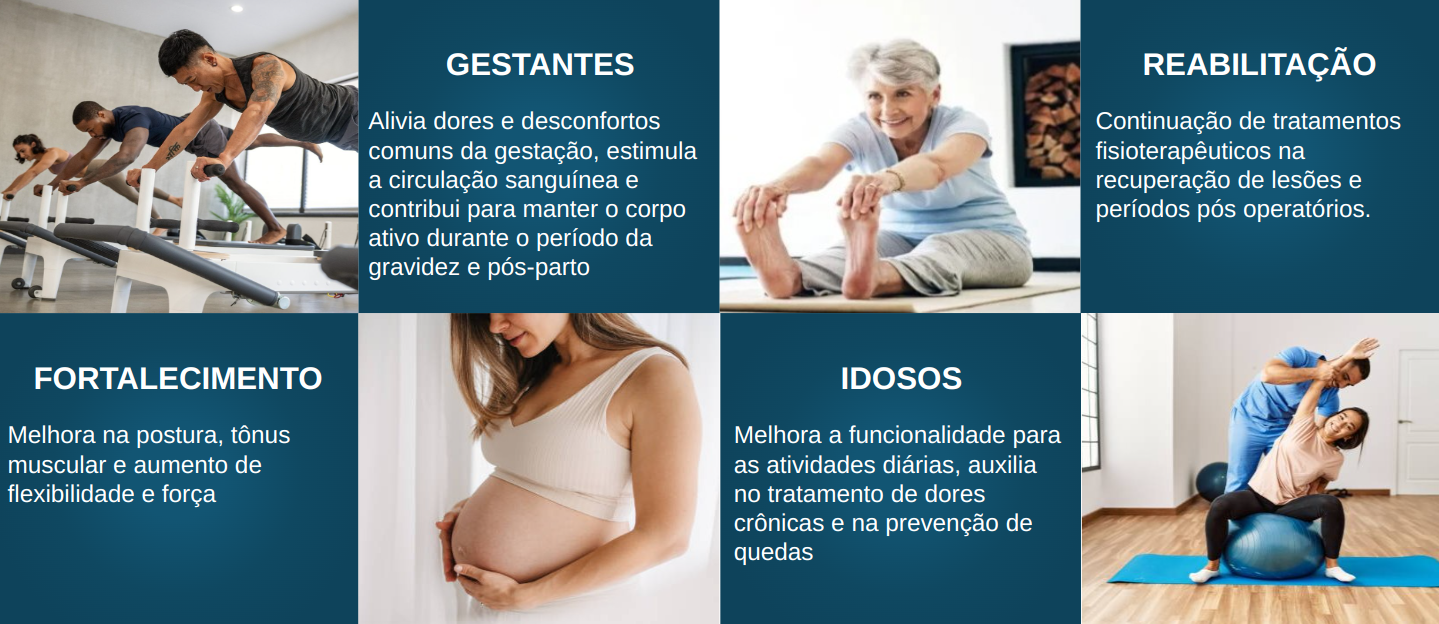 GESTANTES
Alivia dores e desconfortos
comuns da gestação, estimula
a circulação sanguínea e
contribui para manter o corpo
ativo durante o período da
gravidez e pós-parto
REABILITAÇÃO
Continuação de tratamentos
fisioterapêuticos na
recuperação de lesões e
períodos pós operatórios.
FORTALECIMENTO
Melhora na postura, tônus
muscular e aumento de
flexibilidade e força
IDOSOS
Melhora a funcionalidade para
as atividades diárias, auxilia
no tratamento de dores
crônicas e na prevenção de
quedas